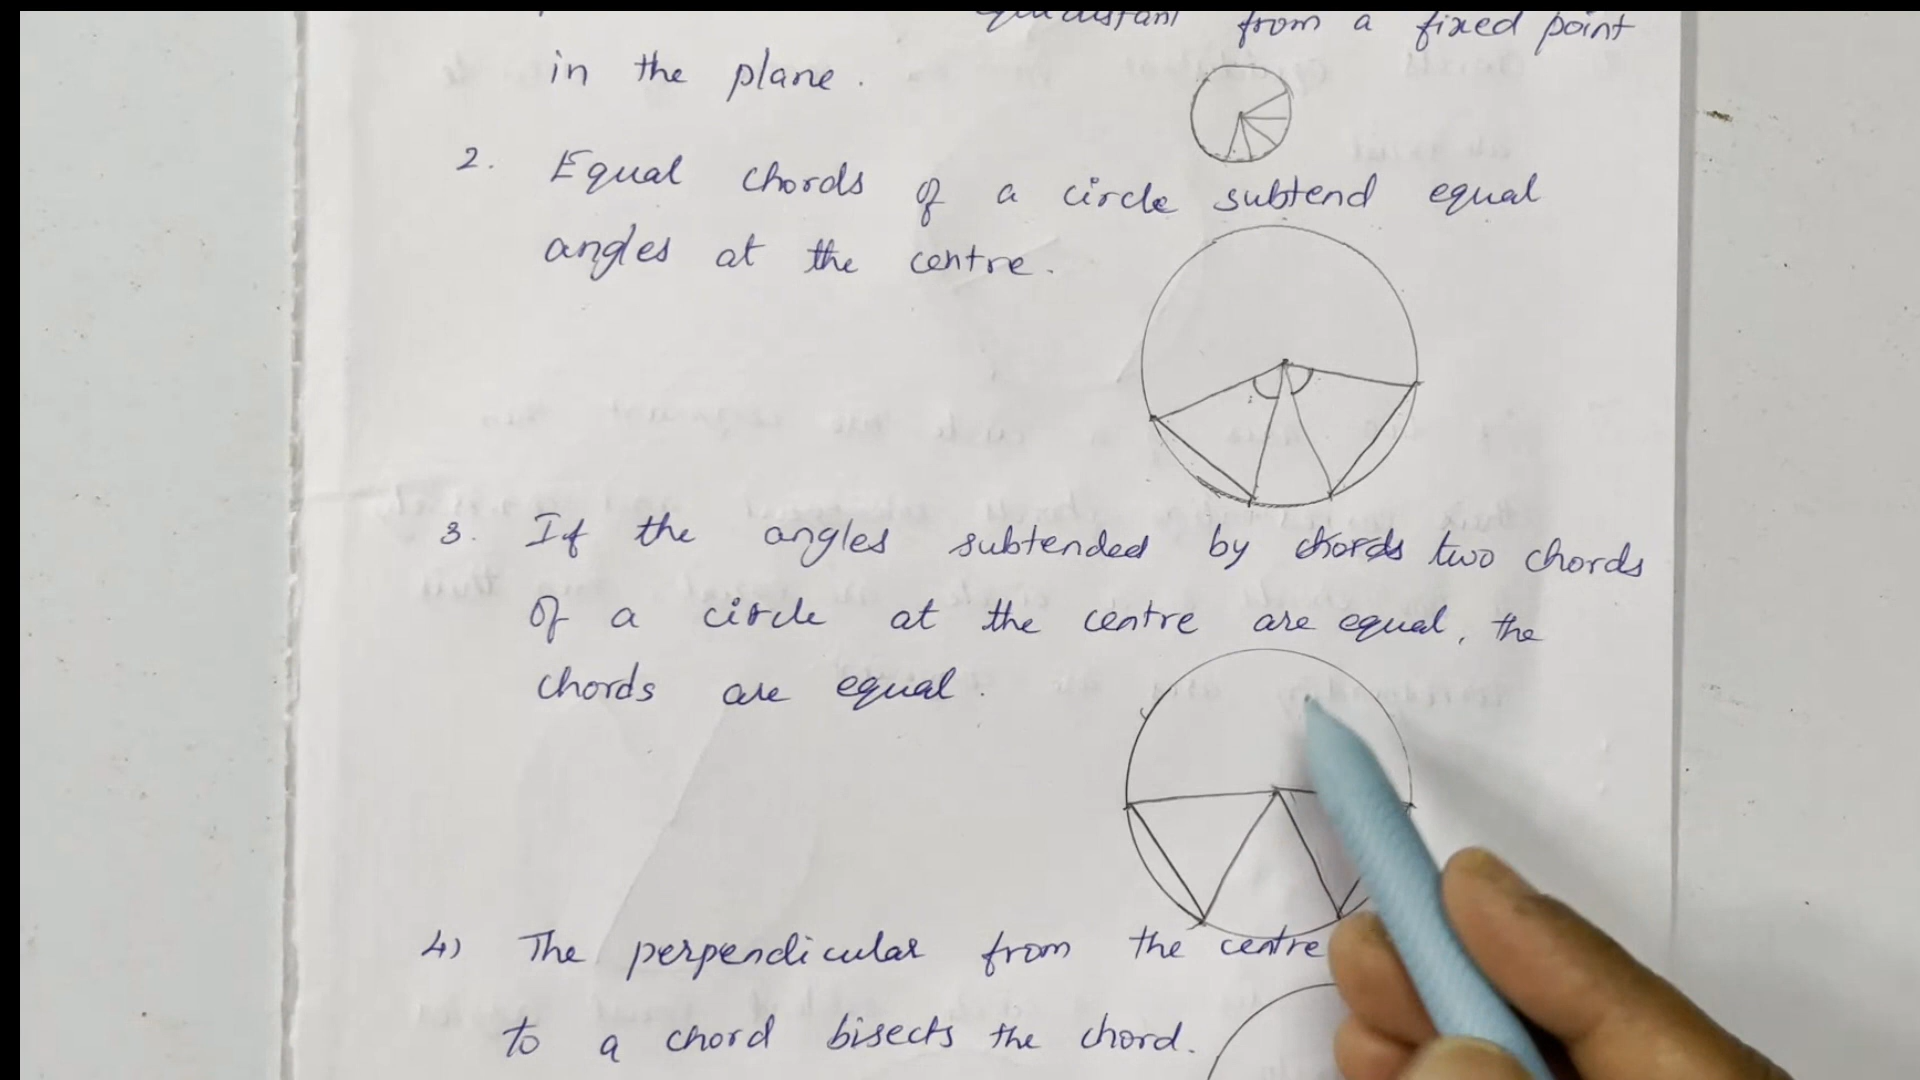 equidistant from a fixed point
in the plane.
2. Equal chords of a circle subtend equal
angles at the centre.
3. If the angles subtended by chords two chords
of a circle at the centre are equal, the
chords are equal.
4) The perpendicular from the centre
to a chord bisects the chord.